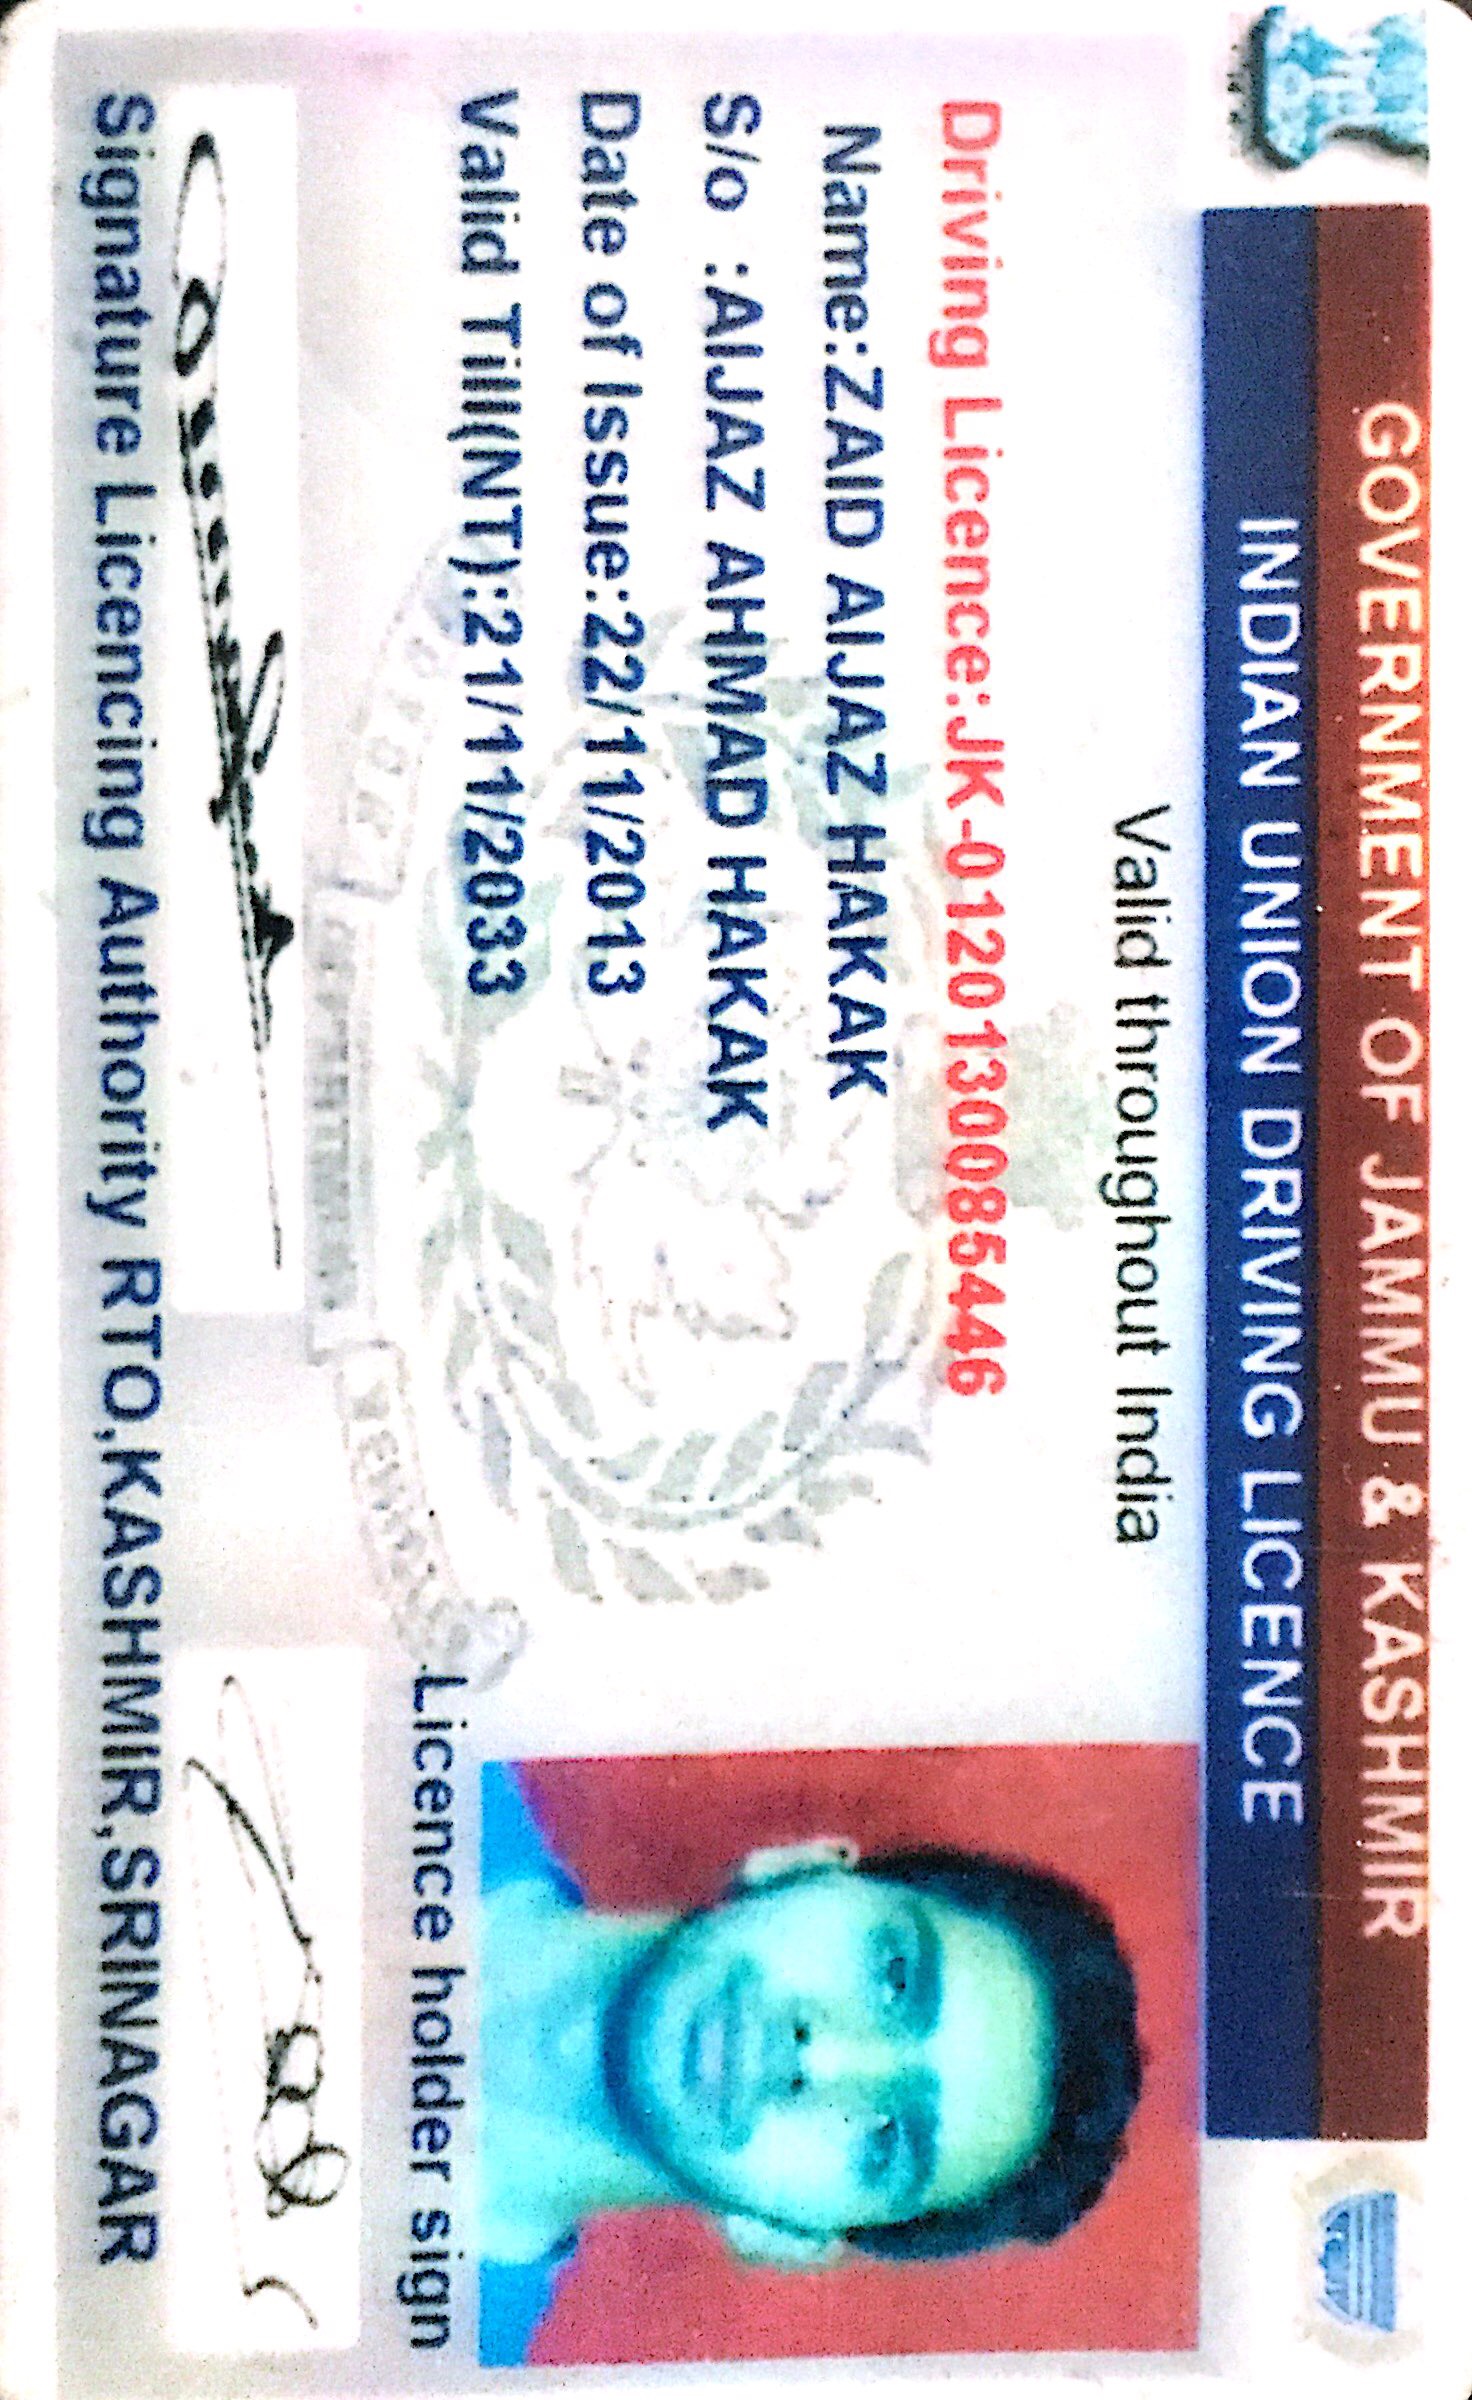 GOVERNMENT OF JAMMU & KASHMIR
INDIAN UNION DRIVING LICENCE
Valid throughout India
Driving Licence:JK-0120130085446
Name:ZAID AIJAZ HAKAK
S/o :AIJAZ AHMAD HAKAK
Date of Issue:22/11/2013
Valid Till(NT):21/11/2033
Licence holder sign
Signature Licencing Authority RTO,KASHMIR,SRINAGAR